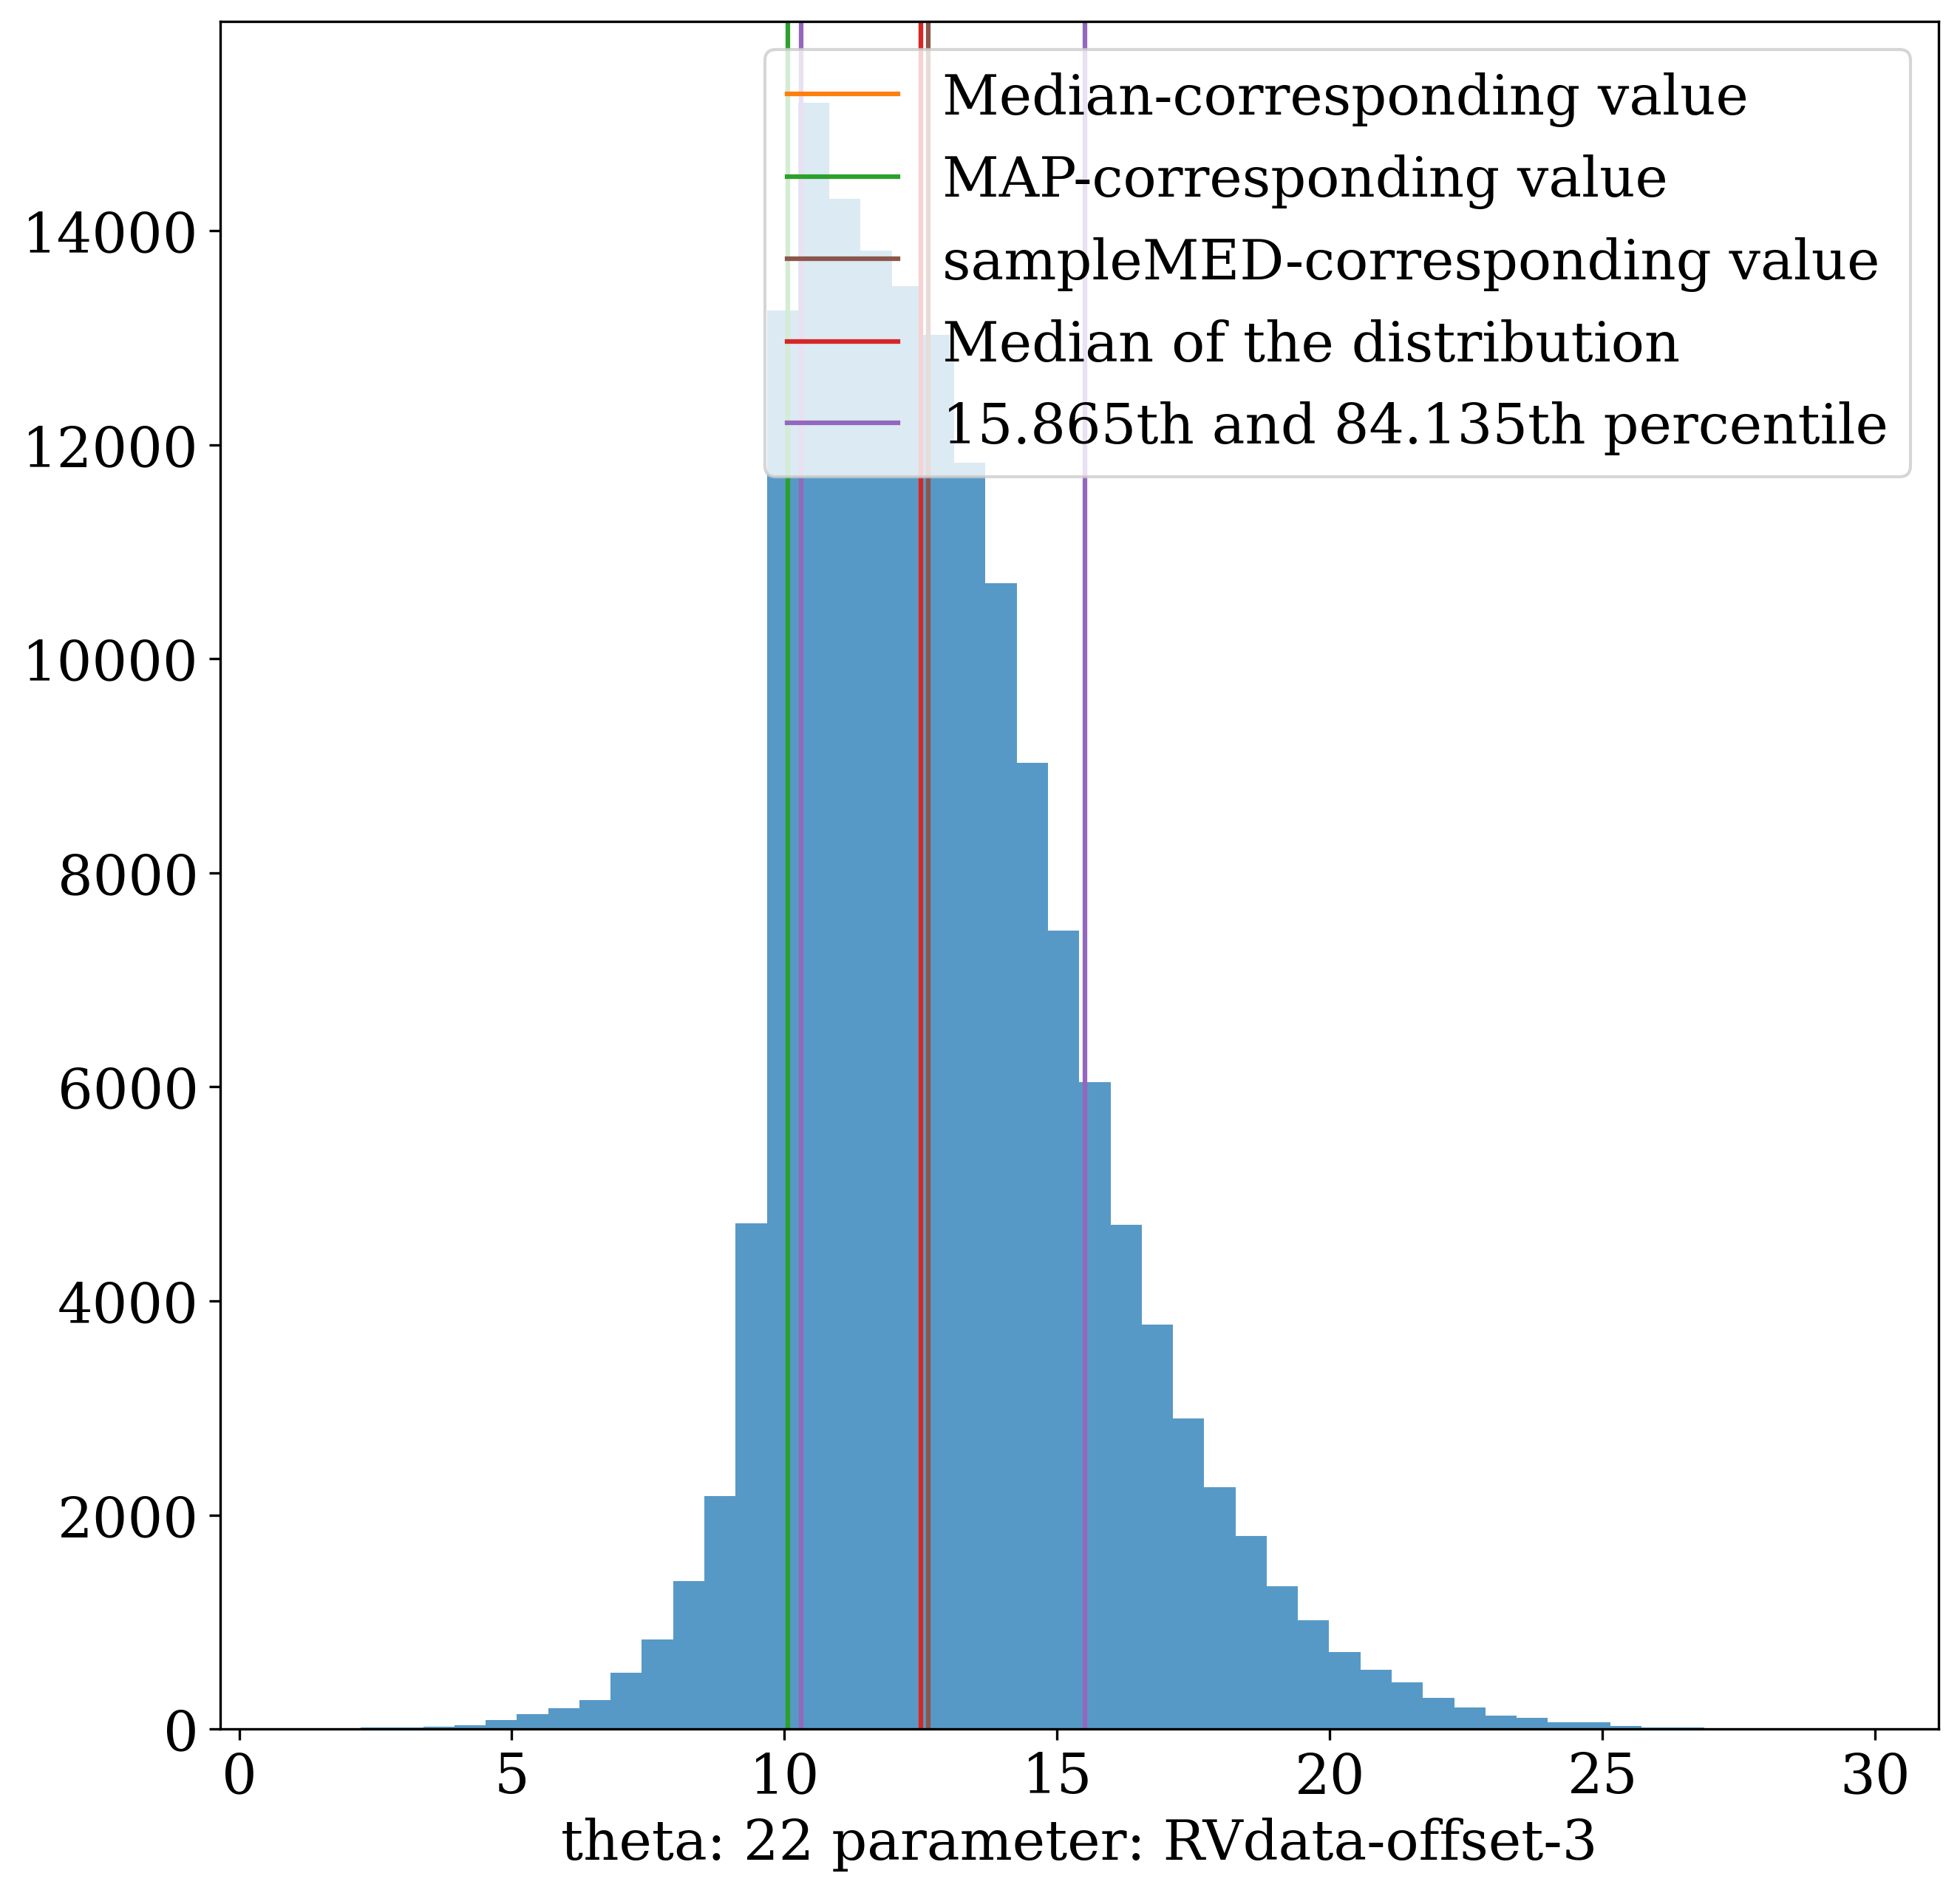 Median-corresponding value
MAP-corresponding value
sampleMED-corresponding value
Median of the distribution
15.865th and 84.135th percentile
14000
12000
10000
8000
6000
4000
2000
0
0 5 10 15 20 25 30
theta: 22 parameter: RVdata-offset-3